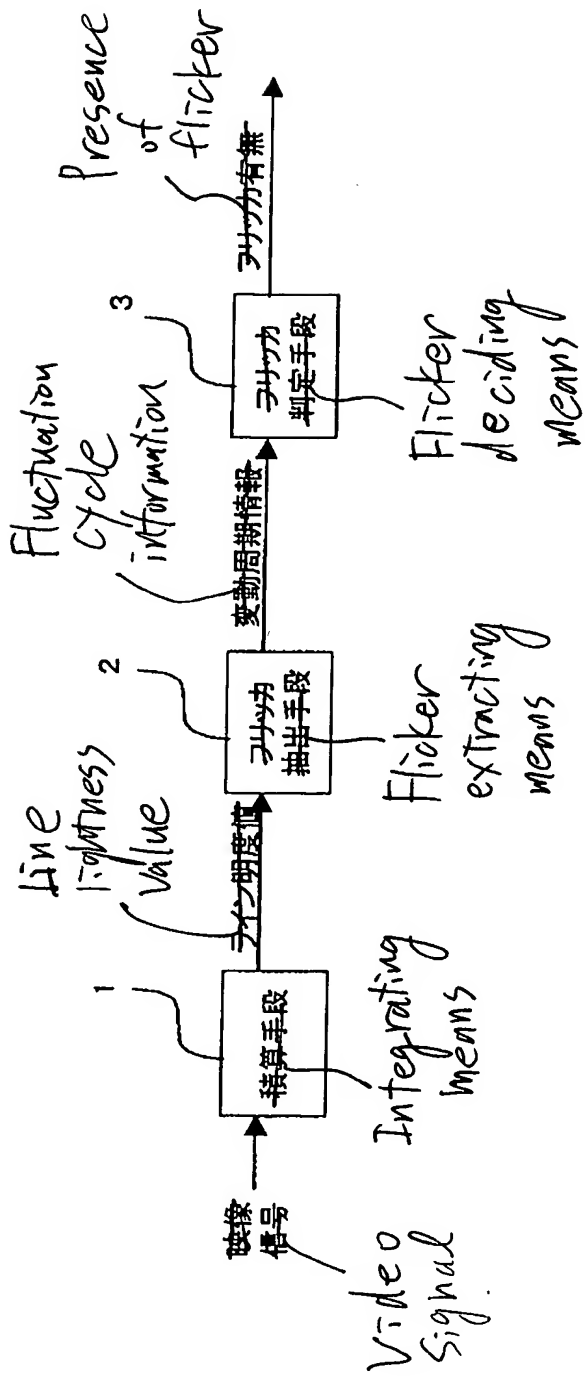 映像
信号
Video
Signal.
1
積算手段
Integrating
means
ライン明度値
Line
lightness
value
2
フリッカ
抽出手段
Flicker
extracting
means
変動周期情報
Fluctuation
cycle
information
3
フリッカ
判定手段
Flicker
deciding
means
フリッカ有無
Presence
of
flicker